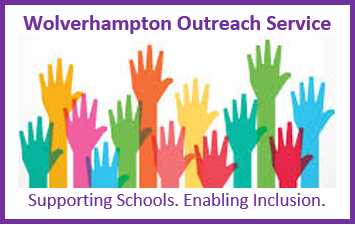 Wolverhampton Outreach Service
Supporting Schools. Enabling Inclusion.